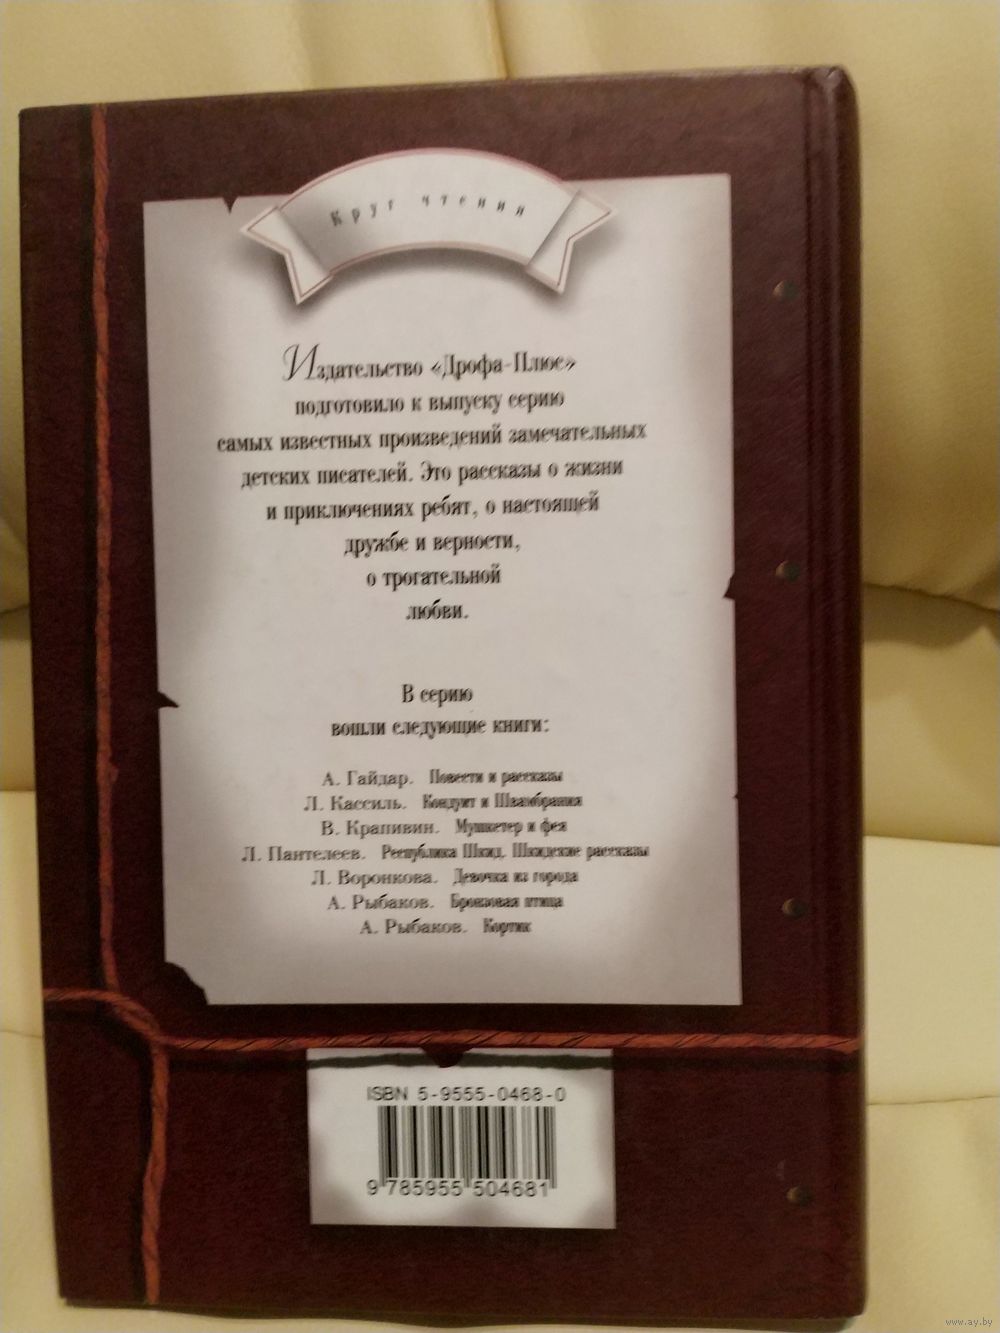 Круг чтения
Издательство «Дрофа-Плюс»
подготовило к выпуску серию
самых известных произведений замечательных
детских писателей. Это рассказы о жизни
и приключениях ребят, о настоящей
дружбе и верности,
о трогательной
любви.
В серию
вошли следующие книги:
А. Гайдар. Повести и рассказы
Л. Кассиль. Кондуит и Швамбрания
В. Крапивин. Мушкетер и фея
Л. Пантелеев. Республика Шкид. Шкидские рассказы
Л. Воронкова. Девочка из города
А. Рыбаков. Бронзовая птица
А. Рыбаков. Кортик
ISBN 5-9555-0468-0
9 785955 504681
www.ay.by